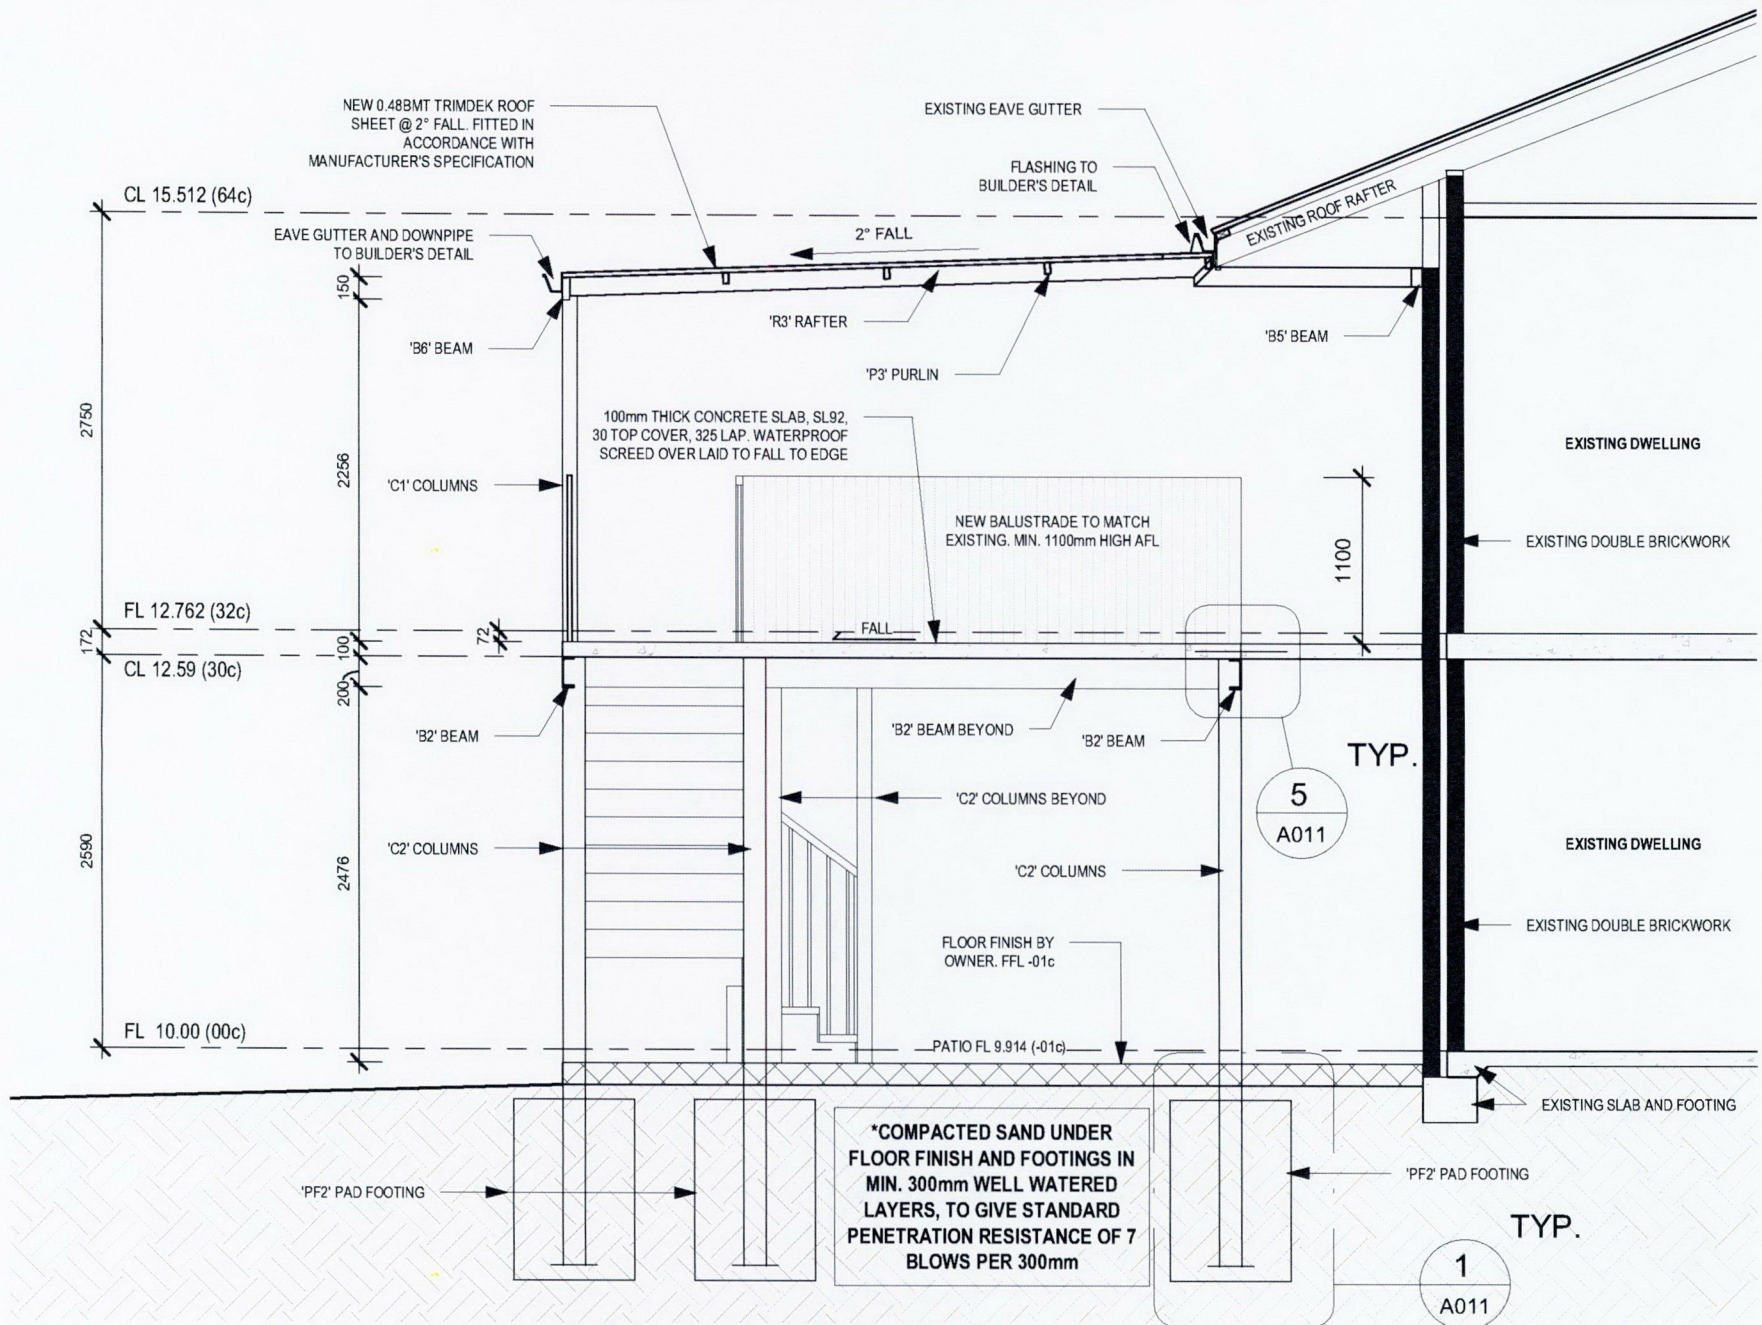 NEW 0.48BMT TRIMDEK ROOF
SHEET @ 2° FALL. FITTED IN
ACCORDANCE WITH
MANUFACTURER'S SPECIFICATION
EXISTING EAVE GUTTER
FLASHING TO
BUILDER'S DETAIL
EXISTING ROOF RAFTER
CL 15.512 (64c)
EAVE GUTTER AND DOWNPIPE
TO BUILDER'S DETAIL
2° FALL
150
'R3' RAFTER
'B6' BEAM
'B5' BEAM
'P3' PURLIN
2750
2256
100mm THICK CONCRETE SLAB, SL92,
30 TOP COVER, 325 LAP. WATERPROOF
SCREED OVER LAID TO FALL TO EDGE
EXISTING DWELLING
'C1' COLUMNS
NEW BALUSTRADE TO MATCH
EXISTING. MIN. 1100mm HIGH AFL
1100
EXISTING DOUBLE BRICKWORK
FL 12.762 (32c)
172
100
72
FALL
CL 12.59 (30c)
200
'B2' BEAM
'B2' BEAM BEYOND
'B2' BEAM
TYP.
5
A011
'C2' COLUMNS BEYOND
2590
2476
'C2' COLUMNS
'C2' COLUMNS
EXISTING DWELLING
EXISTING DOUBLE BRICKWORK
FLOOR FINISH BY
OWNER. FFL -01c
FL 10.00 (00c)
PATIO FL 9.914 (-01c)
EXISTING SLAB AND FOOTING
*COMPACTED SAND UNDER
FLOOR FINISH AND FOOTINGS IN
MIN. 300mm WELL WATERED
LAYERS, TO GIVE STANDARD
PENETRATION RESISTANCE OF 7
BLOWS PER 300mm
'PF2' PAD FOOTING
'PF2' PAD FOOTING
TYP.
1
A011